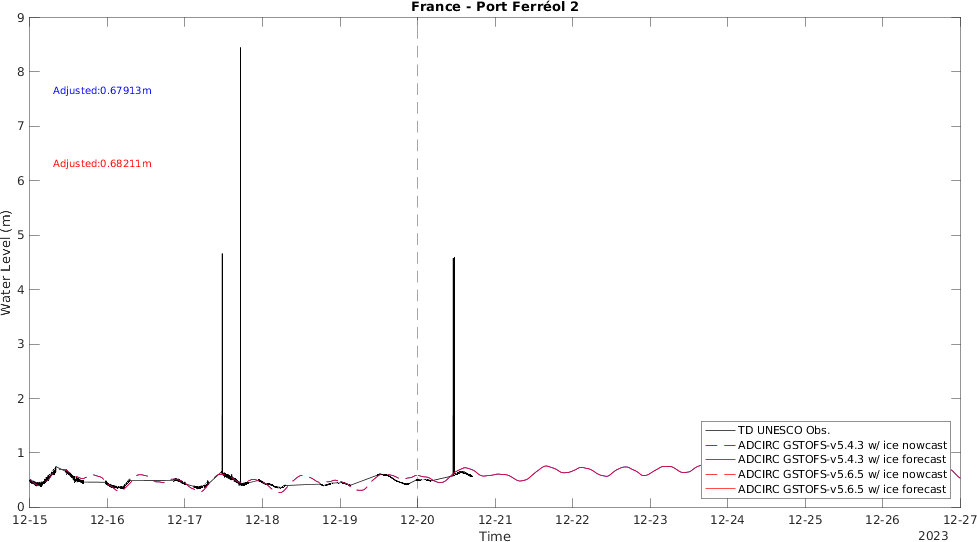 France - Port Ferréol 2
9
8
7
6
5
4
3
2
1
0
Water Level (m)
Adjusted:0.67913m
Adjusted:0.68211m
TD UNESCO Obs.
ADCIRC GSTOFS-v5.4.3 w/ ice nowcast
ADCIRC GSTOFS-v5.4.3 w/ ice forecast
ADCIRC GSTOFS-v5.6.5 w/ ice nowcast
ADCIRC GSTOFS-v5.6.5 w/ ice forecast
12-15 12-16 12-17 12-18 12-19 12-20 12-21 12-22 12-23 12-24 12-25 12-26 12-27
Time
2023